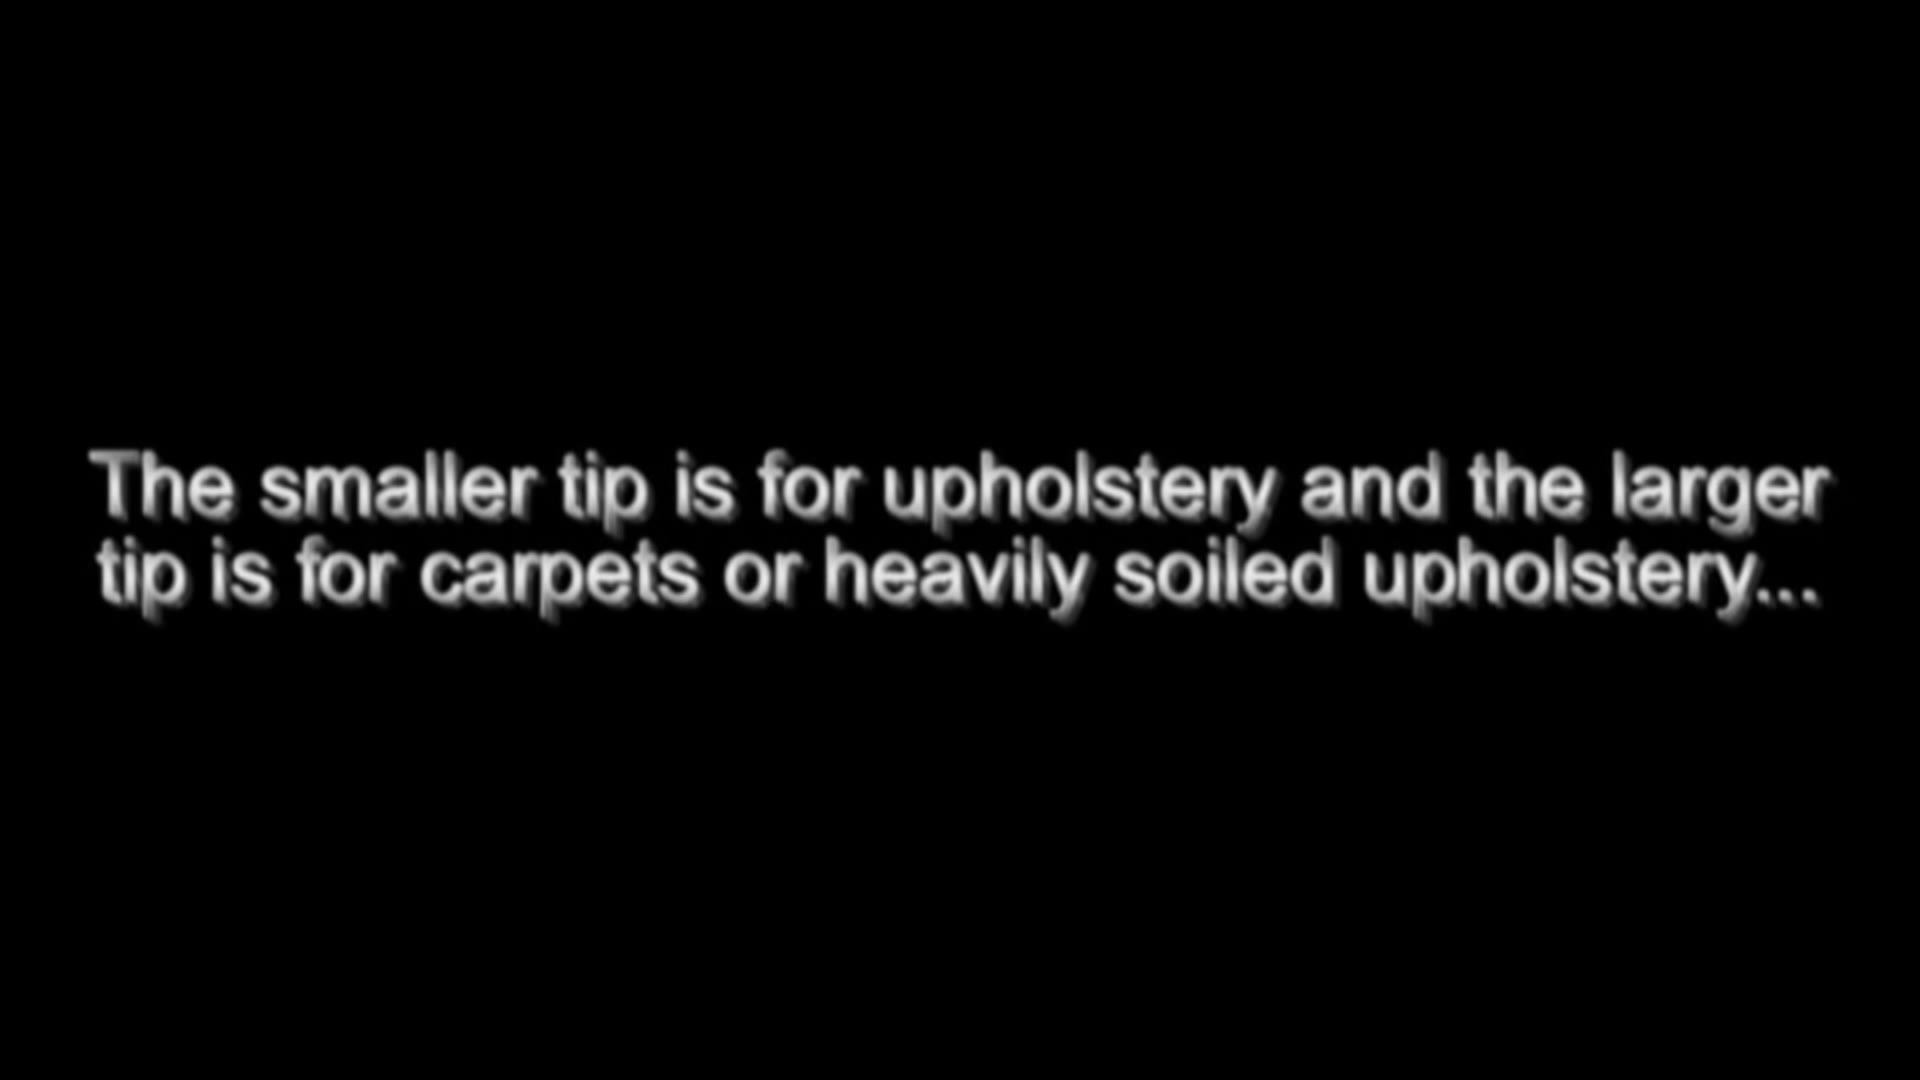 The smaller tip is for upholstery and the larger
tip is for carpets or heavily soiled upholstery...